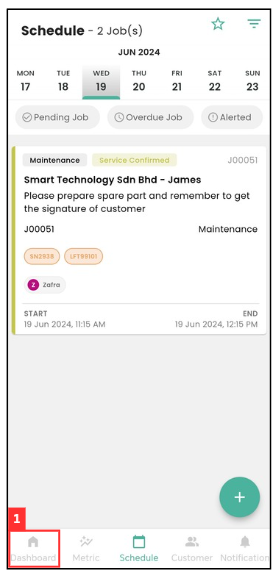 Schedule - 2 Job(s)
JUN 2024
MON TUE WED THU FRI SAT SUN
17 18 19 20 21 22 23
Pending Job Overdue Job Alerted
Maintenance Service Confirmed J00051
Smart Technology Sdn Bhd - James
Please prepare spare part and remember to get
the signature of customer
J00051 Maintenance
SN2938 LFT99101
Z Zafra
START END
19 Jun 2024, 11:15 AM 19 Jun 2024, 12:15 PM
+
1
Dashboard Metric Schedule Customer Notification